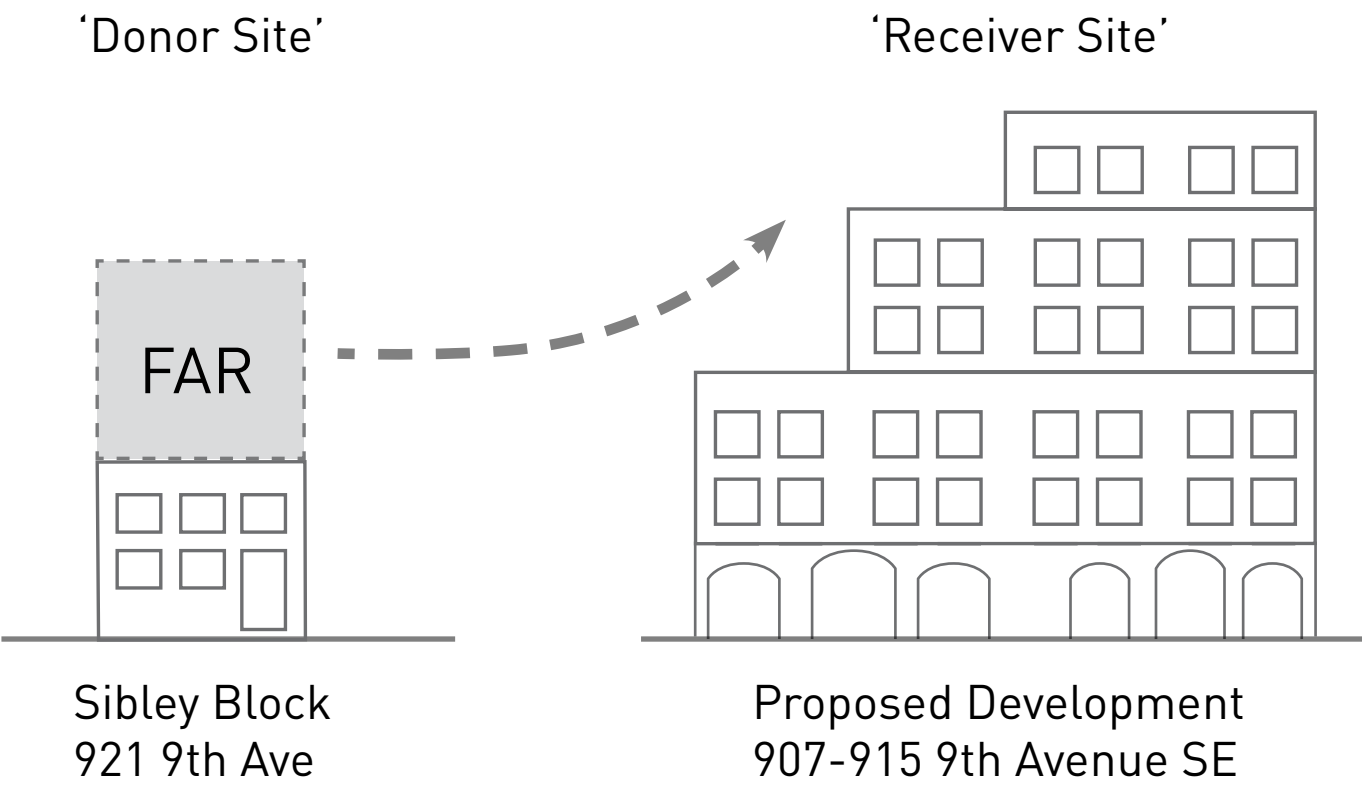 ‘Donor Site’
‘Receiver Site’
FAR
Sibley Block
921 9th Ave
Proposed Development
907-915 9th Avenue SE